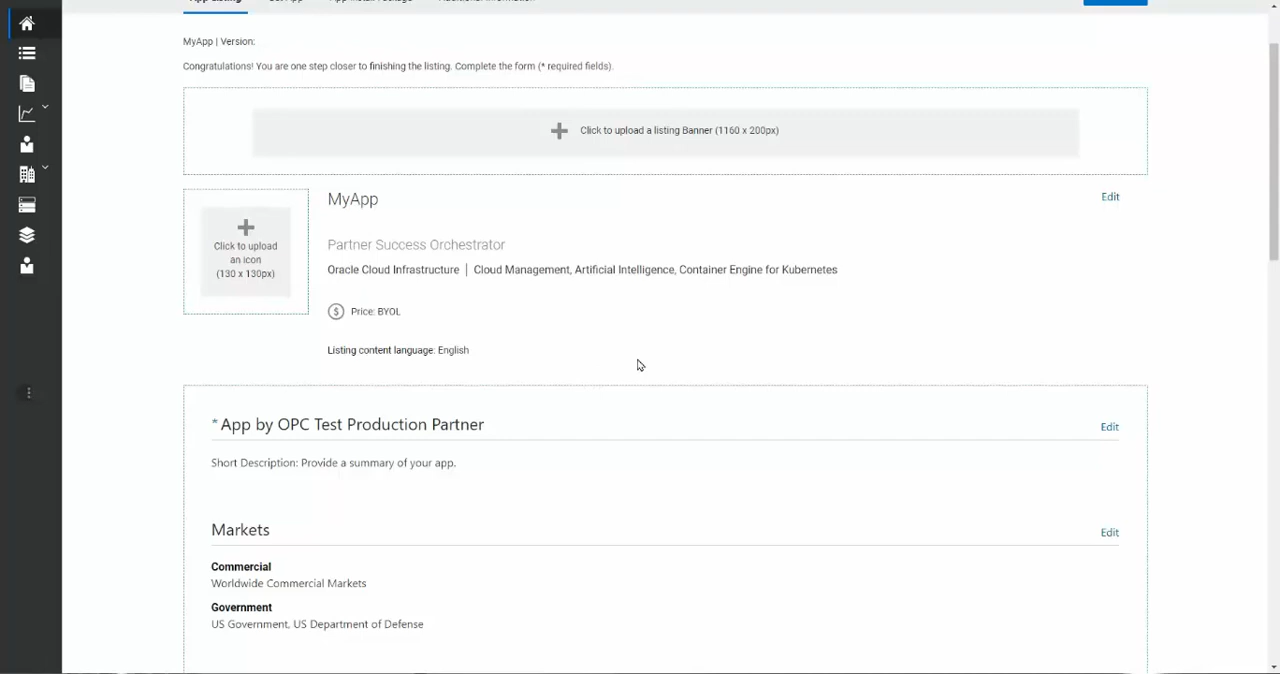 App Listing
MyApp | Version:
Congratulations! You are one step closer to finishing the listing. Complete the form (* required fields).
Click to upload a listing Banner (1160 x 200px)
Click to upload
an icon
(130 x 130px)
MyApp
Edit
Partner Success Orchestrator
Oracle Cloud Infrastructure | Cloud Management, Artificial Intelligence, Container Engine for Kubernetes
$ Price: BYOL
Listing content language: English
* App by OPC Test Production Partner
Edit
Short Description: Provide a summary of your app.
Markets
Edit
Commercial
Worldwide Commercial Markets
Government
US Government, US Department of Defense